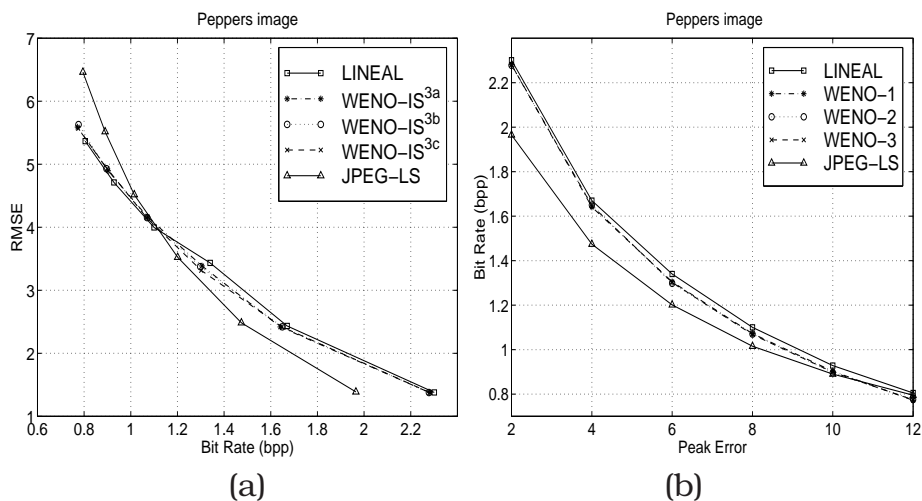 Peppers image
7
6
5
4
3
2
1
RMSE
0.6 0.8 1 1.2 1.4 1.6 1.8 2 2.2
Bit Rate (bpp)
LINEAL
WENO−IS3a
WENO−IS3b
WENO−IS3c
JPEG−LS
(a)
Peppers image
2.2
2
1.8
1.6
1.4
1.2
1
0.8
Bit Rate (bpp)
2 4 6 8 10 12
Peak Error
LINEAL
WENO−1
WENO−2
WENO−3
JPEG−LS
(b)